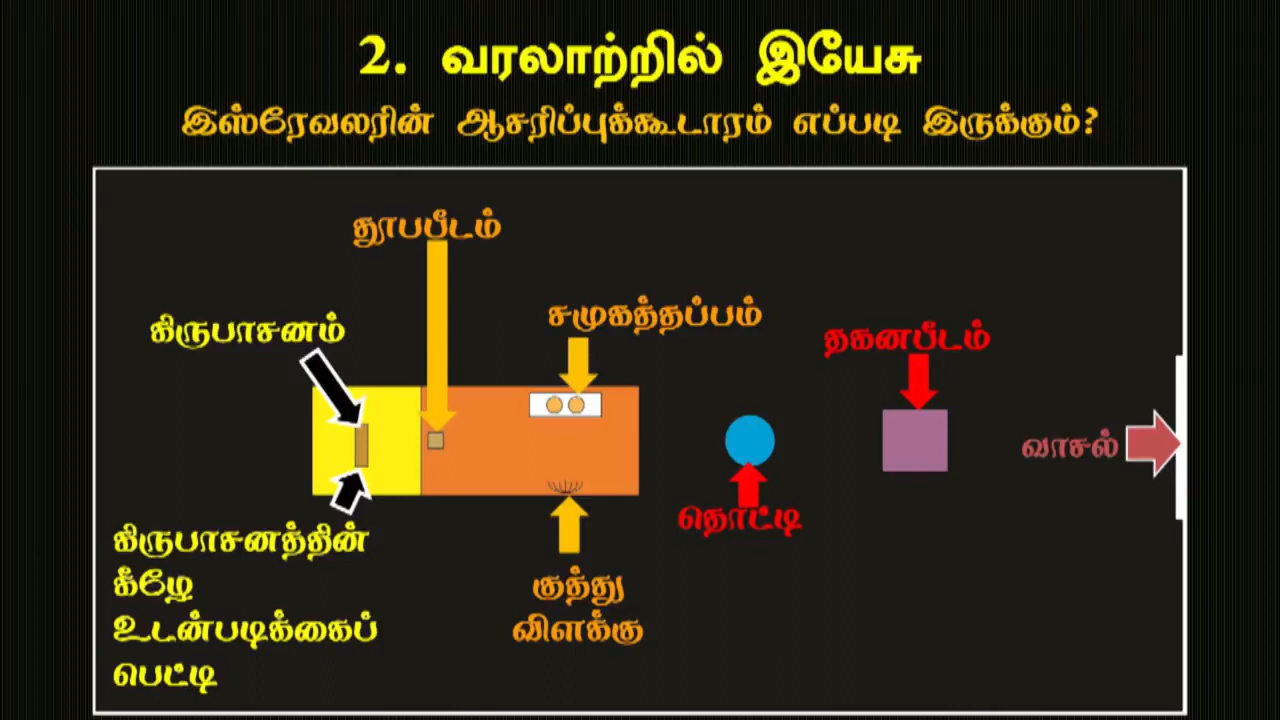 2. வரலாற்றில் இயேசு
இஸ்ரேவலரின் ஆசரிப்புக்கூடாரம் எப்படி இருக்கும்?
தூபபீடம்
சமுகத்தப்பம்
கிருபாசனம்
தகனபீடம்
வாசல்
தொட்டி
கிருபாசனத்தின்
கீழே
உடன்படிக்கைப்
பெட்டி
குத்து
விளக்கு